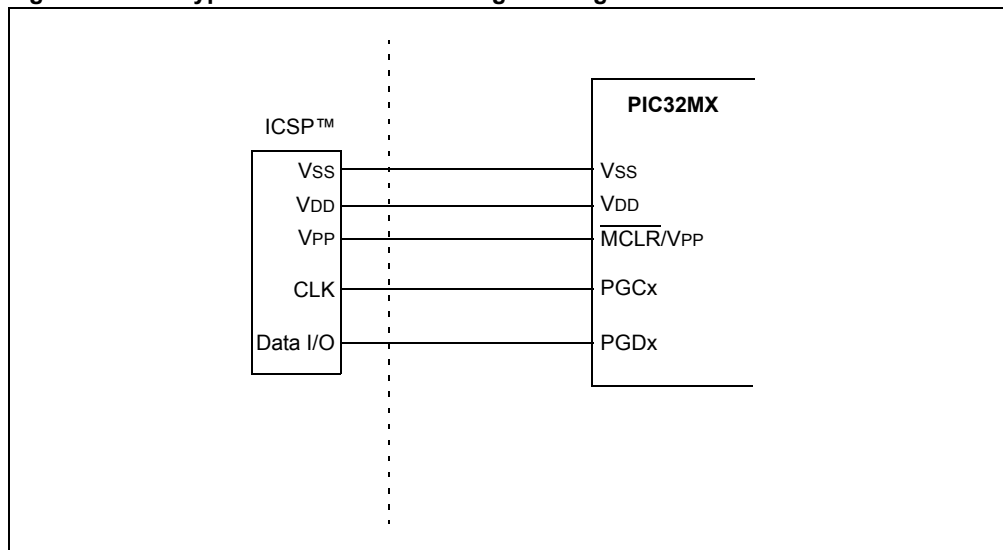 PIC32MX
ICSP™
VSS
VDD
VPP
CLK
Data I/O
VSS
VDD
MCLR/VPP
PGCx
PGDx